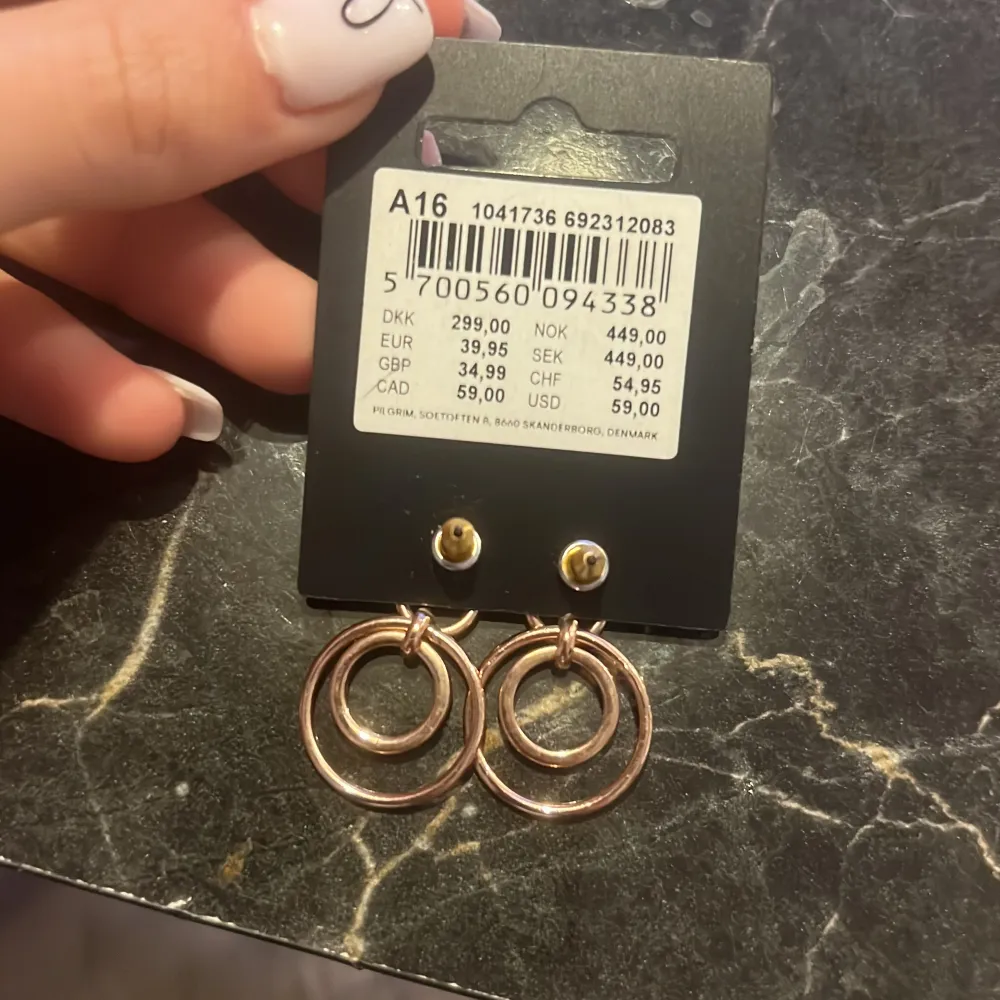 A16 1041736 692312083
5 700560 094338
DKK 299,00 NOK 449,00
EUR 39,95 SEK 449,00
GBP 34,99 CHF 54,95
CAD 59,00 USD 59,00
PILGRIM, SOETOFTEN 8, 8660 SKANDERBORG, DENMARK